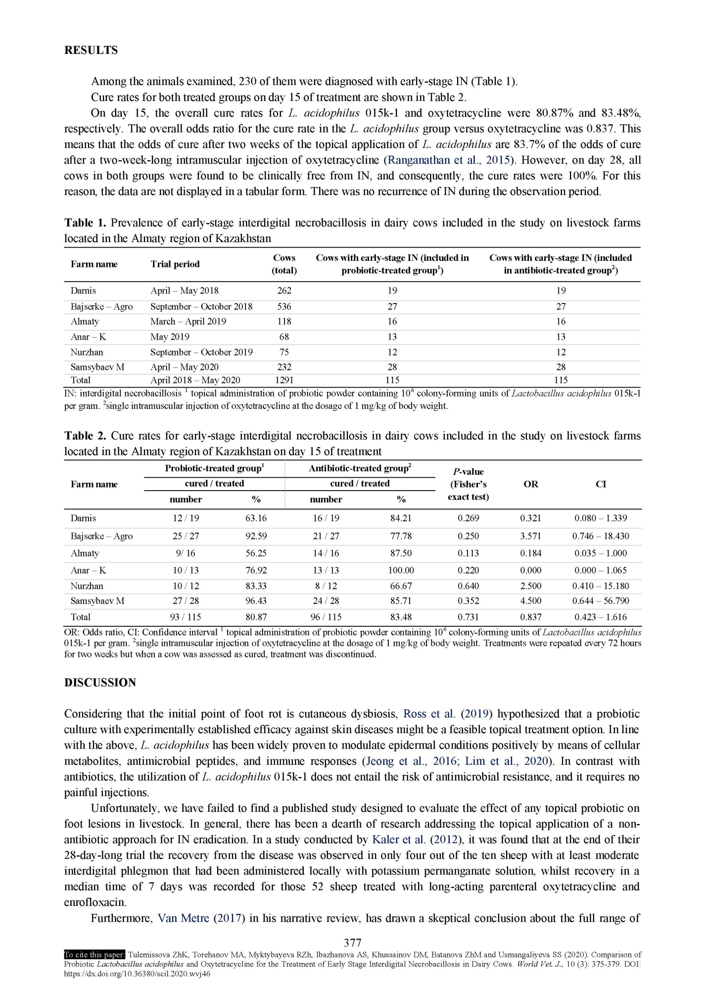 RESULTS
Among the animals examined, 230 of them were diagnosed with early-stage IN (Table 1).
Cure rates for both treated groups on day 15 of treatment are shown in Table 2.
On day 15, the overall cure rates for L. acidophilus 015k-1 and oxytetracycline were 80.87% and 83.48%,
respectively. The overall odds ratio for the cure rate in the L. acidophilus group versus oxytetracycline was 0.837. This
means that the odds of cure after two weeks of the topical application of L. acidophilus are 83.7% of the odds of cure
after a two-week-long intramuscular injection of oxytetracycline (Ranganathan et al., 2015). However, on day 28, all
cows in both groups were found to be clinically free from IN, and consequently, the cure rates were 100%. For this
reason, the data are not displayed in a tabular form. There was no recurrence of IN during the observation period.
Table 1. Prevalence of early-stage interdigital necrobacillosis in dairy cows included in the study on livestock farms
located in the Almaty region of Kazakhstan
Farm name Trial period Cows (total) Cows with early-stage IN (included in probiotic-treated group¹) Cows with early-stage IN (included in antibiotic-treated group²)
Darnis April – May 2018 262 19 19
Bajserke – Agro September – October 2018 536 27 27
Almaty March – April 2019 118 16 16
Anar – K May 2019 68 13 13
Nurzhan September – October 2019 75 12 12
Samsybaev M April – May 2020 232 28 28
Total April 2018 – May 2020 1291 115 115
IN: interdigital necrobacillosis ¹ topical administration of probiotic powder containing 10⁶ colony-forming units of Lactobacillus acidophilus 015k-1
per gram. ²single intramuscular injection of oxytetracycline at the dosage of 1 mg/kg of body weight.
Table 2. Cure rates for early-stage interdigital necrobacillosis in dairy cows included in the study on livestock farms
located in the Almaty region of Kazakhstan on day 15 of treatment
Farm name Probiotic-treated group¹ Antibiotic-treated group² P-value (Fisher's exact test) OR CI
cured / treated cured / treated
number % number %
Darnis 12 / 19 63.16 16 / 19 84.21 0.269 0.321 0.080 – 1.339
Bajserke – Agro 25 / 27 92.59 21 / 27 77.78 0.250 3.571 0.746 – 18.430
Almaty 9/ 16 56.25 14 / 16 87.50 0.113 0.184 0.035 – 1.000
Anar – K 10 / 13 76.92 13 / 13 100.00 0.220 0.000 0.000 – 1.065
Nurzhan 10 / 12 83.33 8 / 12 66.67 0.640 2.500 0.410 – 15.180
Samsybaev M 27 / 28 96.43 24 / 28 85.71 0.352 4.500 0.644 – 56.790
Total 93 / 115 80.87 96 / 115 83.48 0.731 0.837 0.423 – 1.616
OR: Odds ratio, CI: Confidence interval ¹ topical administration of probiotic powder containing 10⁶ colony-forming units of Lactobacillus acidophilus
015k-1 per gram. ²single intramuscular injection of oxytetracycline at the dosage of 1 mg/kg of body weight. Treatments were repeated every 72 hours
for two weeks but when a cow was assessed as cured, treatment was discontinued.
DISCUSSION
Considering that the initial point of foot rot is cutaneous dysbiosis, Ross et al. (2019) hypothesized that a probiotic
culture with experimentally established efficacy against skin diseases might be a feasible topical treatment option. In line
with the above, L. acidophilus has been widely proven to modulate epidermal conditions positively by means of cellular
metabolites, antimicrobial peptides, and immune responses (Jeong et al., 2016; Lim et al., 2020). In contrast with
antibiotics, the utilization of L. acidophilus 015k-1 does not entail the risk of antimicrobial resistance, and it requires no
painful injections.
Unfortunately, we have failed to find a published study designed to evaluate the effect of any topical probiotic on
foot lesions in livestock. In general, there has been a dearth of research addressing the topical application of a non-
antibiotic approach for IN eradication. In a study conducted by Kaler et al. (2012), it was found that at the end of their
28-day-long trial the recovery from the disease was observed in only four out of the ten sheep with at least moderate
interdigital phlegmon that had been administered locally with potassium permanganate solution, whilst recovery in a
median time of 7 days was recorded for those 52 sheep treated with long-acting parenteral oxytetracycline and
enrofloxacin.
Furthermore, Van Metre (2017) in his narrative review, has drawn a skeptical conclusion about the full range of
377
To cite this paper: Tulemissova ZhK, Torehanov MA, Myktybayeva RZh, Ibazhanova AS, Khussainov DM, Batanova ZhM and Usmangaliyeva SS (2020). Comparison of
Probiotic Lactobacillus acidophilus and Oxytetracycline for the Treatment of Early Stage Interdigital Necrobacillosis in Dairy Cows. World Vet. J., 10 (3): 375-379. DOI:
https://dx.doi.org/10.36380/scil.2020.wvj46